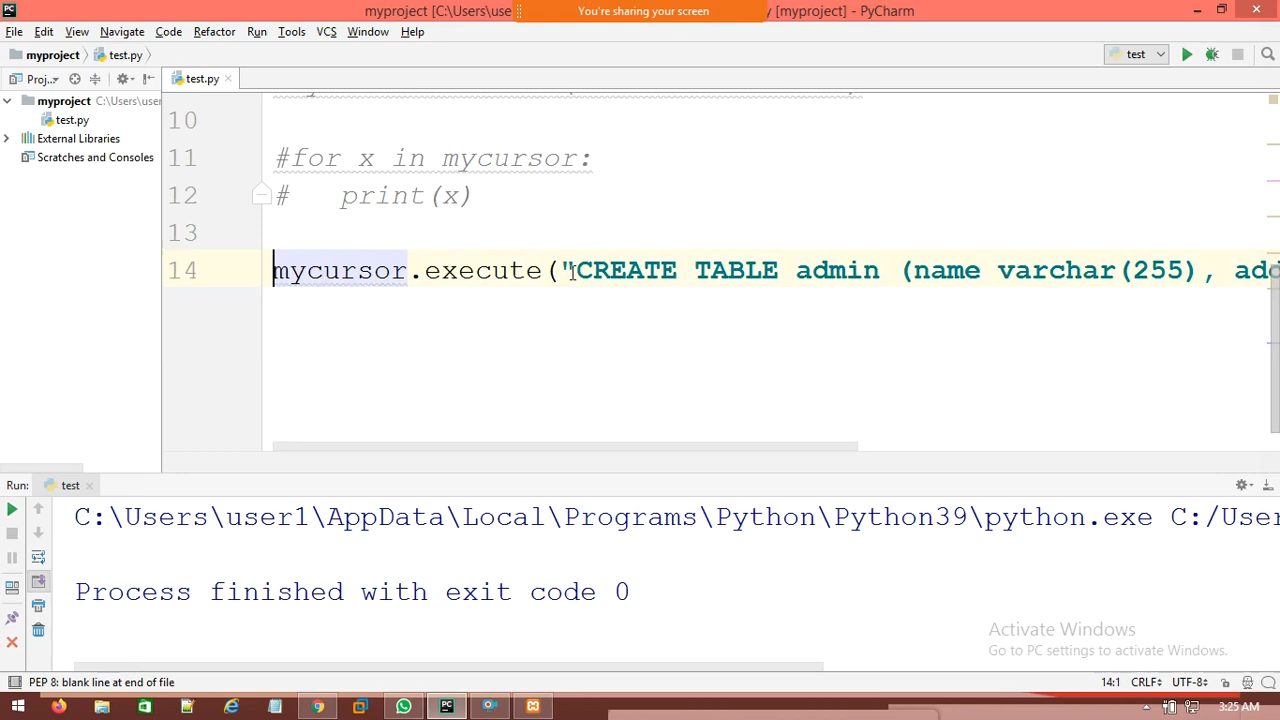 myproject [C:\Users\use
You're sharing your screen
y [myproject] - PyCharm
File Edit View Navigate Code Refactor Run Tools VCS Window Help
myproject test.py
test
Proj..
test.py
myproject C:\Users\user
test.py
External Libraries
Scratches and Consoles
10
11 #for x in mycursor:
12 # print(x)
13
14 mycursor.execute("CREATE TABLE admin (name varchar(255), add
Run: test
C:\Users\user1\AppData\Local\Programs\Python\Python39\python.exe C:/User
Process finished with exit code 0
Activate Windows
Go to PC settings to activate Windows.
PEP 8: blank line at end of file
14:1 CRLF÷ UTF-8÷
3:25 AM